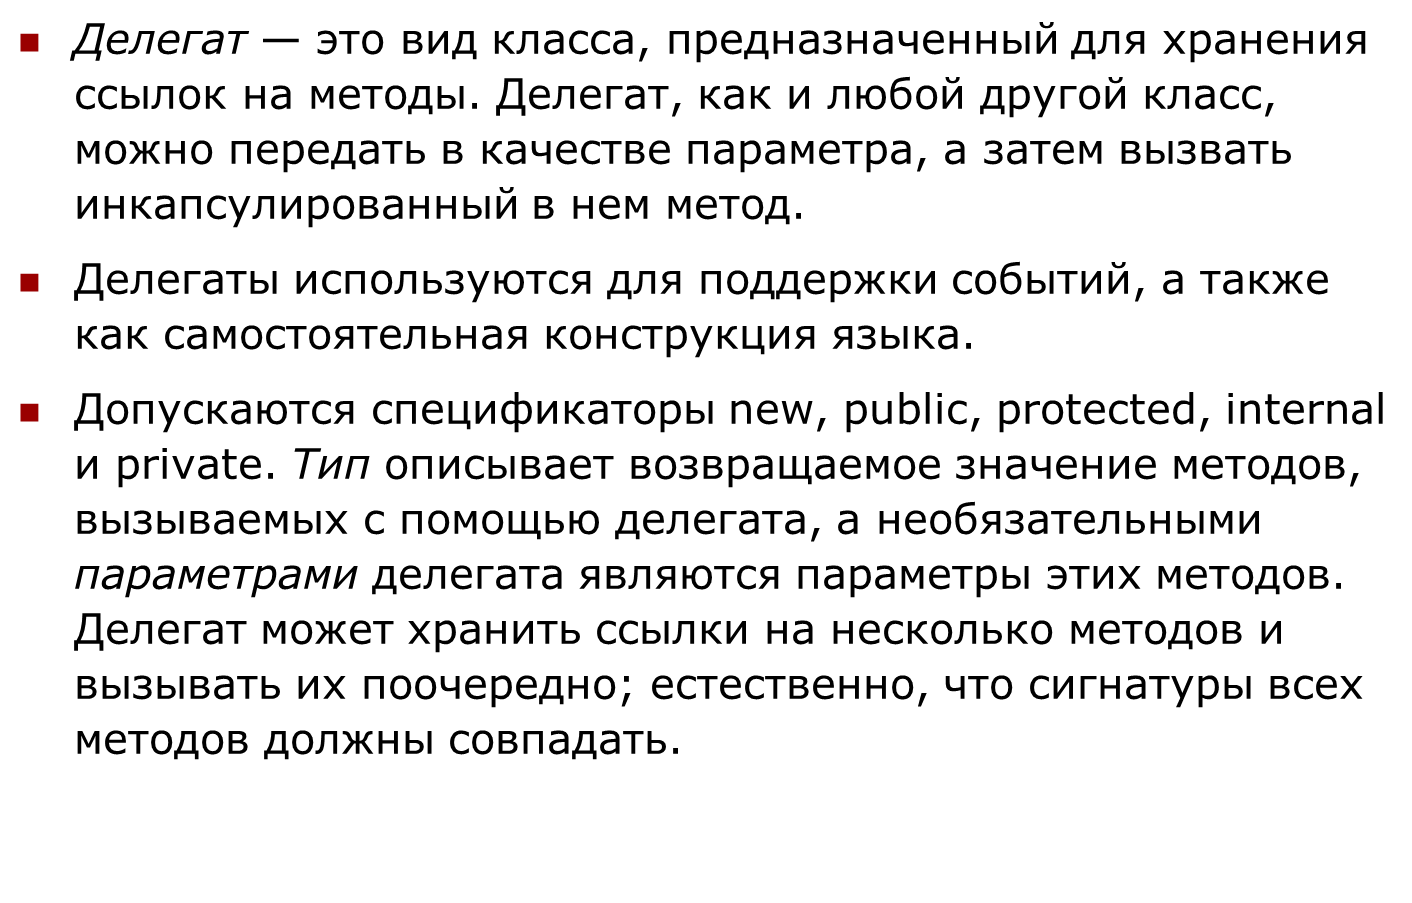 Делегат — это вид класса, предназначенный для хранения
ссылок на методы. Делегат, как и любой другой класс,
можно передать в качестве параметра, а затем вызвать
инкапсулированный в нем метод.
Делегаты используются для поддержки событий, а также
как самостоятельная конструкция языка.
Допускаются спецификаторы new, public, protected, internal
и private. Тип описывает возвращаемое значение методов,
вызываемых с помощью делегата, а необязательными
параметрами делегата являются параметры этих методов.
Делегат может хранить ссылки на несколько методов и
вызывать их поочередно; естественно, что сигнатуры всех
методов должны совпадать.